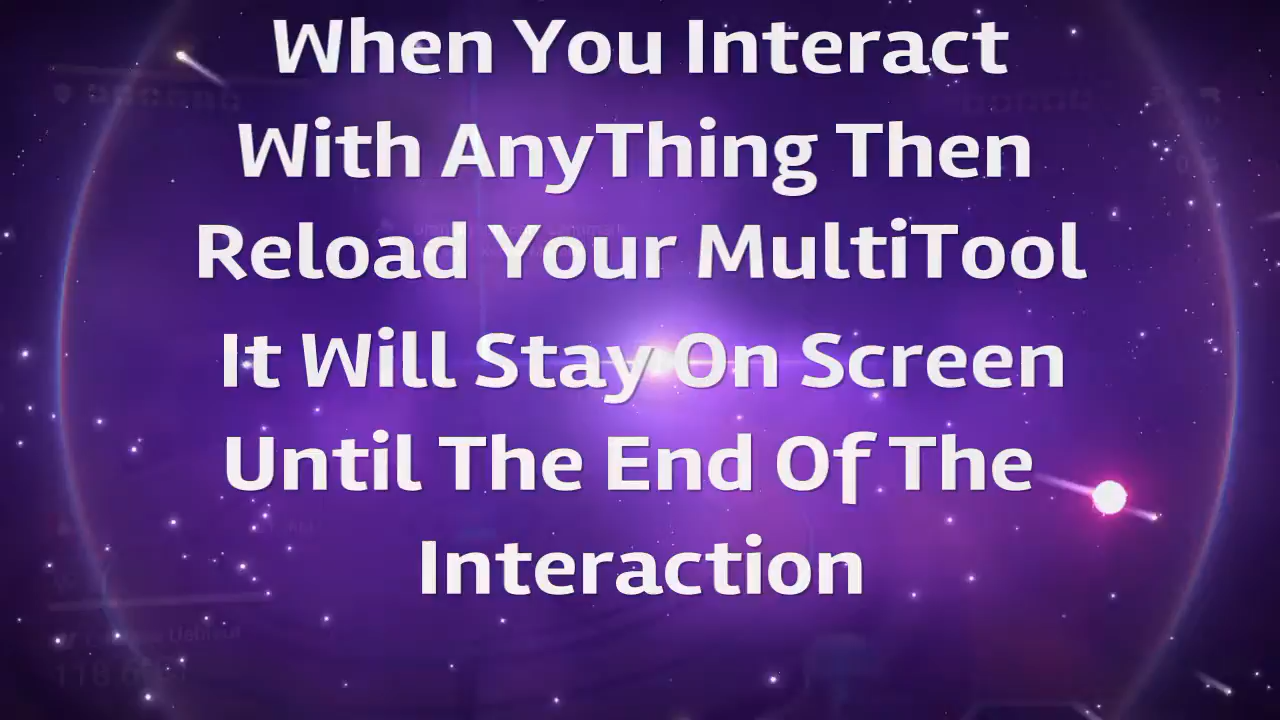 When You Interact
With AnyThing Then
Reload Your MultiTool
It Will Stay On Screen
Until The End Of The
Interaction